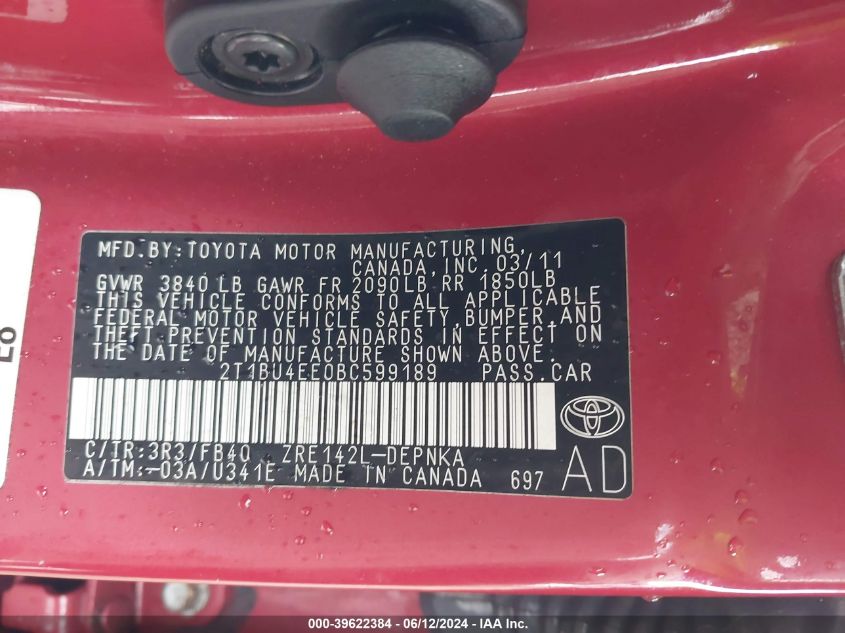 MFD.BY:TOYOTA MOTOR MANUFACTURING,
CANADA,INC.03/11
GVWR 3840 LB GAWR FR 2090LB RR 1850LB
THIS VEHICLE CONFORMS TO ALL APPLICABLE
FEDERAL MOTOR VEHICLE SAFETY,BUMPER,AND
THEFT PREVENTION STANDARDS IN EFFECT ON
THE DATE OF MANUFACTURE SHOWN ABOVE.
2T1BU4EE0BC599189 PASS.CAR
C/TR:3R3/FB40 ZRE142L-DEPNKA
A/TM:-03A/U341E MADE IN CANADA 697
AD
000-39622384 - 06/12/2024 - IAA Inc.